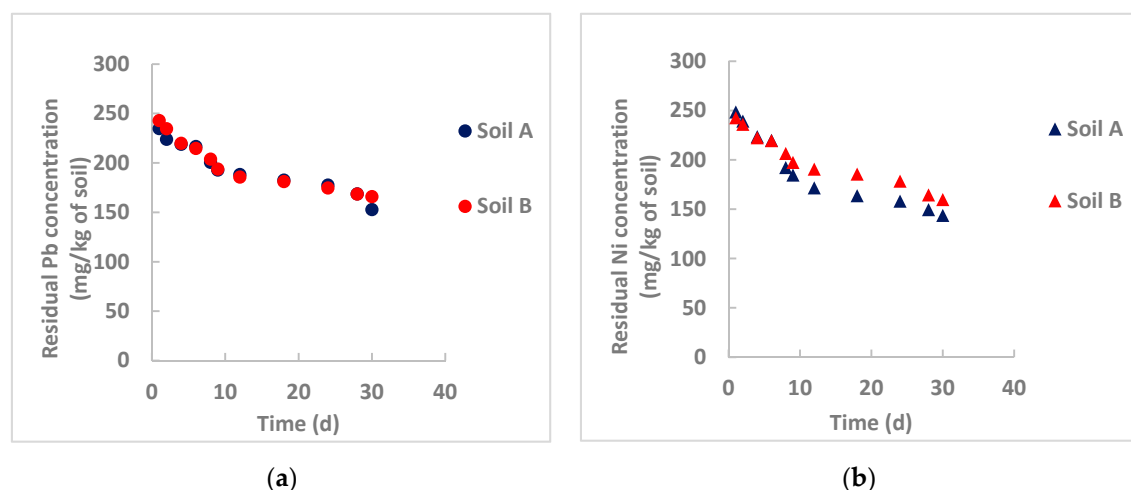 300
250
200
150
100
50
0
0 10 20 30 40
Residual Pb concentration
(mg/kg of soil)
Time (d)
Soil A
Soil B
(a)
300
250
200
150
100
50
0
0 10 20 30 40
Residual Ni concentration
(mg/kg of soil)
Time (d)
Soil A
Soil B
(b)